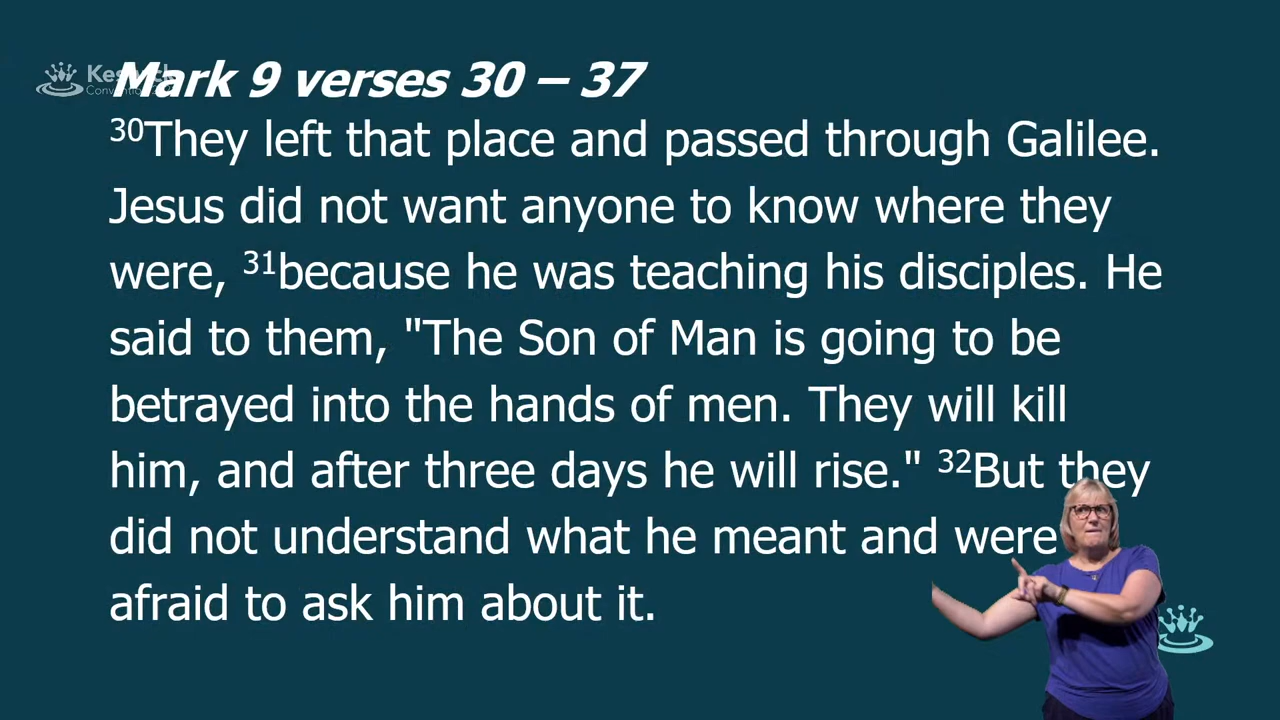 Mark 9 verses 30 – 37
Keswick
Convention
30They left that place and passed through Galilee.
Jesus did not want anyone to know where they
were, 31because he was teaching his disciples. He
said to them, "The Son of Man is going to be
betrayed into the hands of men. They will kill
him, and after three days he will rise." 32But they
did not understand what he meant and were
afraid to ask him about it.